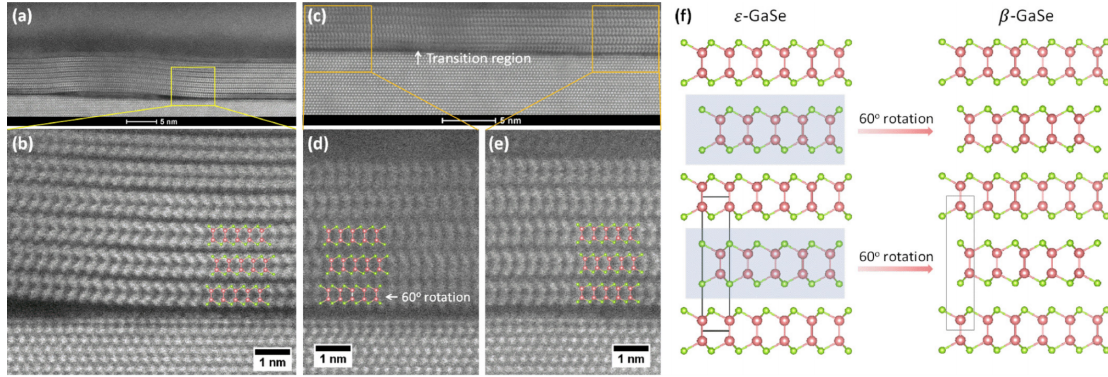 (a)
5 nm
(b)
1 nm
(c)
Transition region
5 nm
(d)
60° rotation
1 nm
(e)
1 nm
(f)
ε-GaSe
β-GaSe
60° rotation
60° rotation